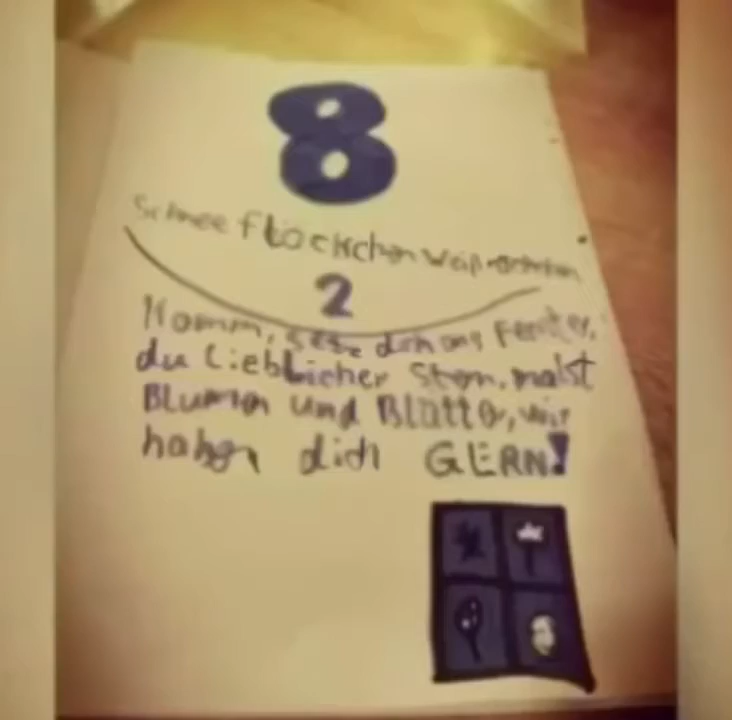 8
Schneeflöckchen Weißröckchen
2
Komm, setz dich ans Fenster,
du Lieblicher Stern, malst
Blumen und Blätter, wir
haben dich GERN!